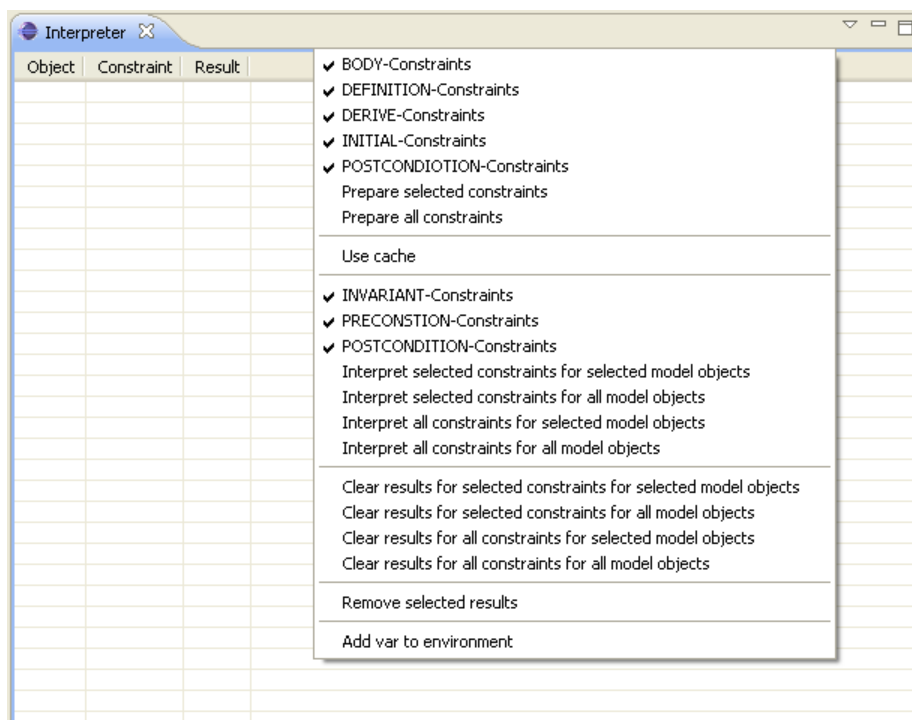 Interpreter
Object Constraint Result
BODY-Constraints
DEFINITION-Constraints
DERIVE-Constraints
INITIAL-Constraints
POSTCONDIOTION-Constraints
Prepare selected constraints
Prepare all constraints
Use cache
INVARIANT-Constraints
PRECONSTION-Constraints
POSTCONDITION-Constraints
Interpret selected constraints for selected model objects
Interpret selected constraints for all model objects
Interpret all constraints for selected model objects
Interpret all constraints for all model objects
Clear results for selected constraints for selected model objects
Clear results for selected constraints for all model objects
Clear results for all constraints for selected model objects
Clear results for all constraints for all model objects
Remove selected results
Add var to environment